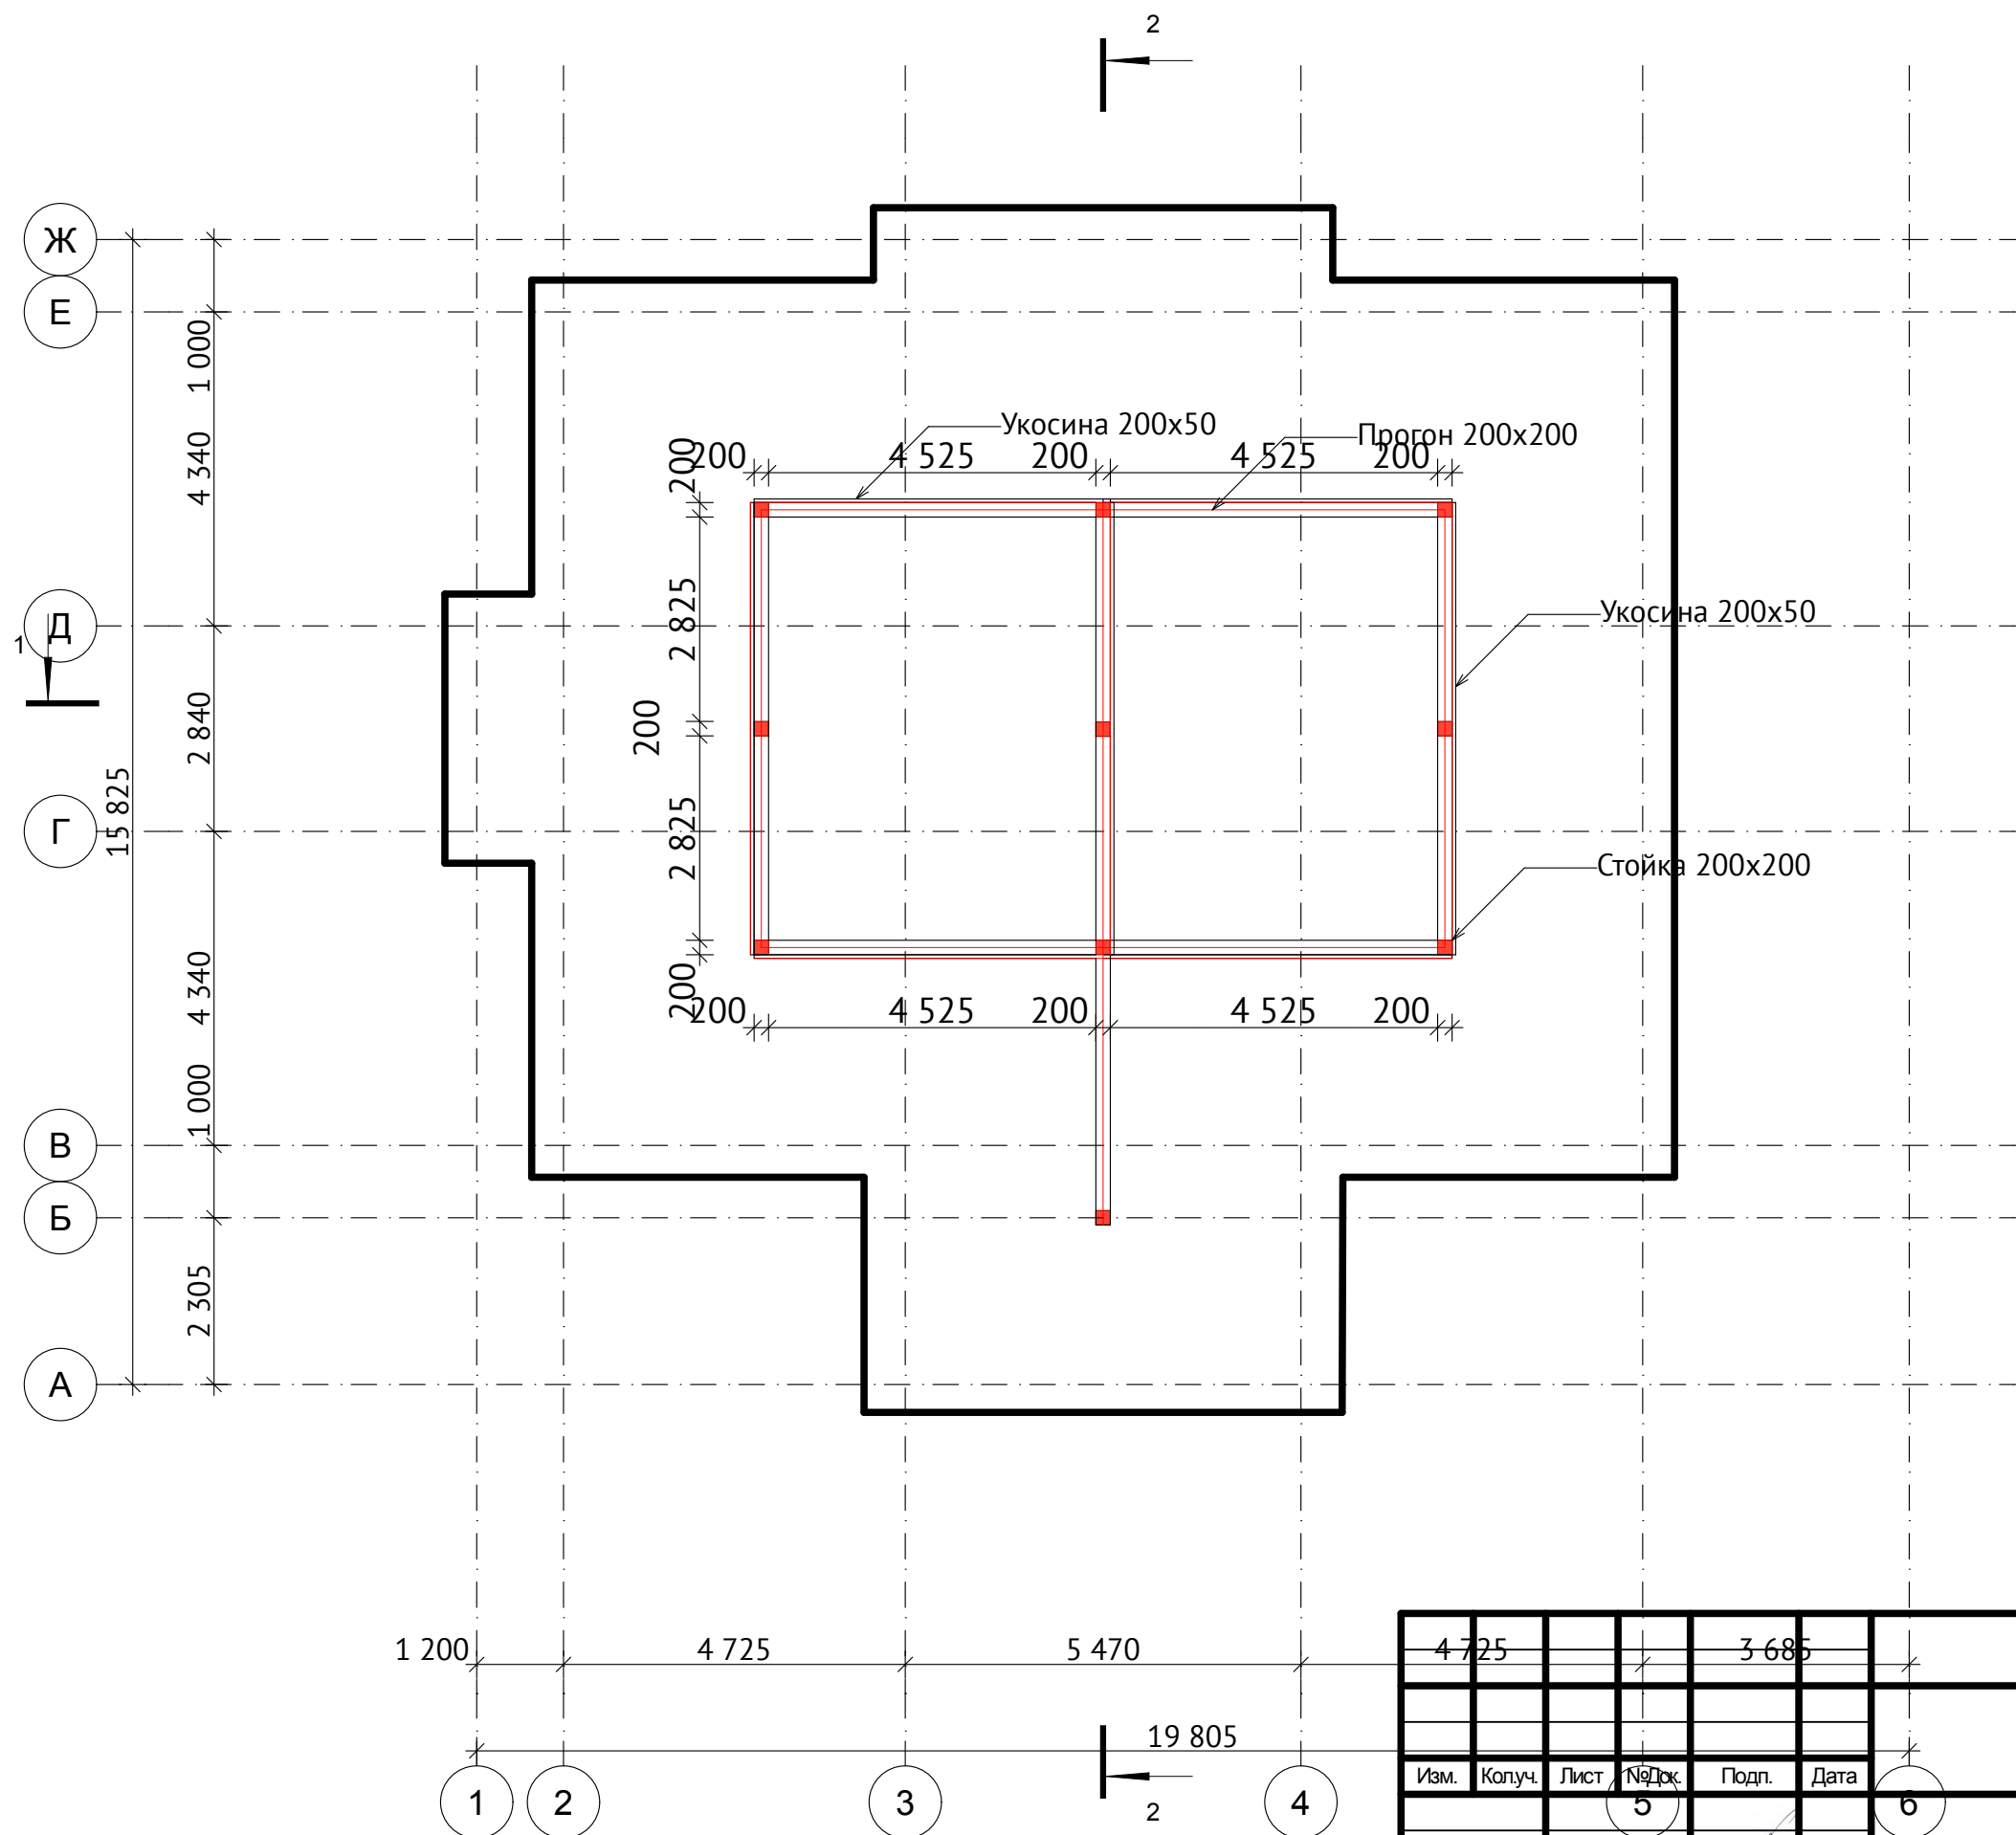 2
Ж
Е
1 000
Укосина 200х50
Прогон 200х200
4 340
200
200
4 525
200
4 525
200
2 825
Д
1
Укосина 200х50
2 840
200
15 825
Г
2 825
Стойка 200х200
4 340
200
200
4 525
200
4 525
200
1 000
В
Б
2 305
А
1 200
4 725
5 470
4 725
3 685
19 805
Изм.
Кол.уч.
Лист
№Док.
Подп.
Дата
1
2
3
2
4
5
6